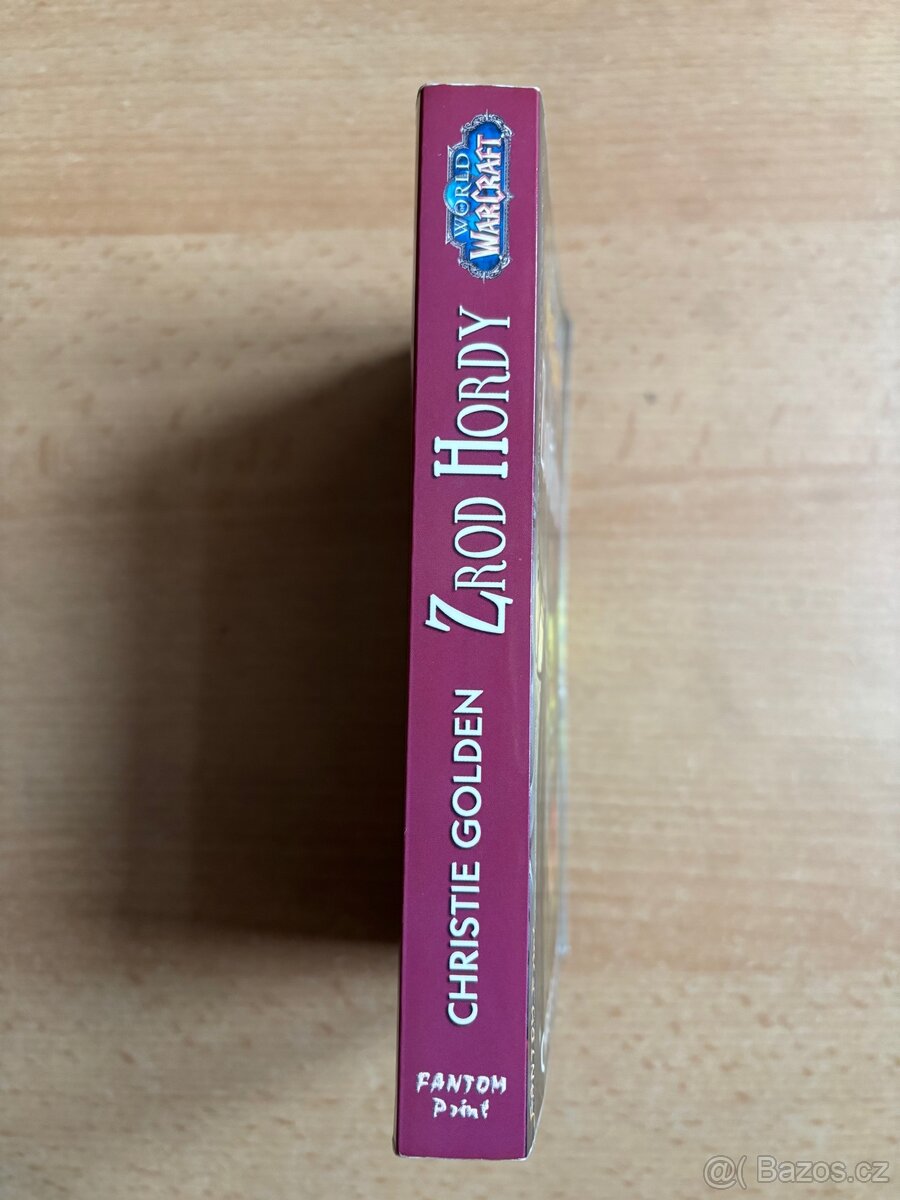 WORLD
WARCRAFT
ZROD HORDY
CHRISTIE GOLDEN
FANTOM
Print
@( Bazos.cz